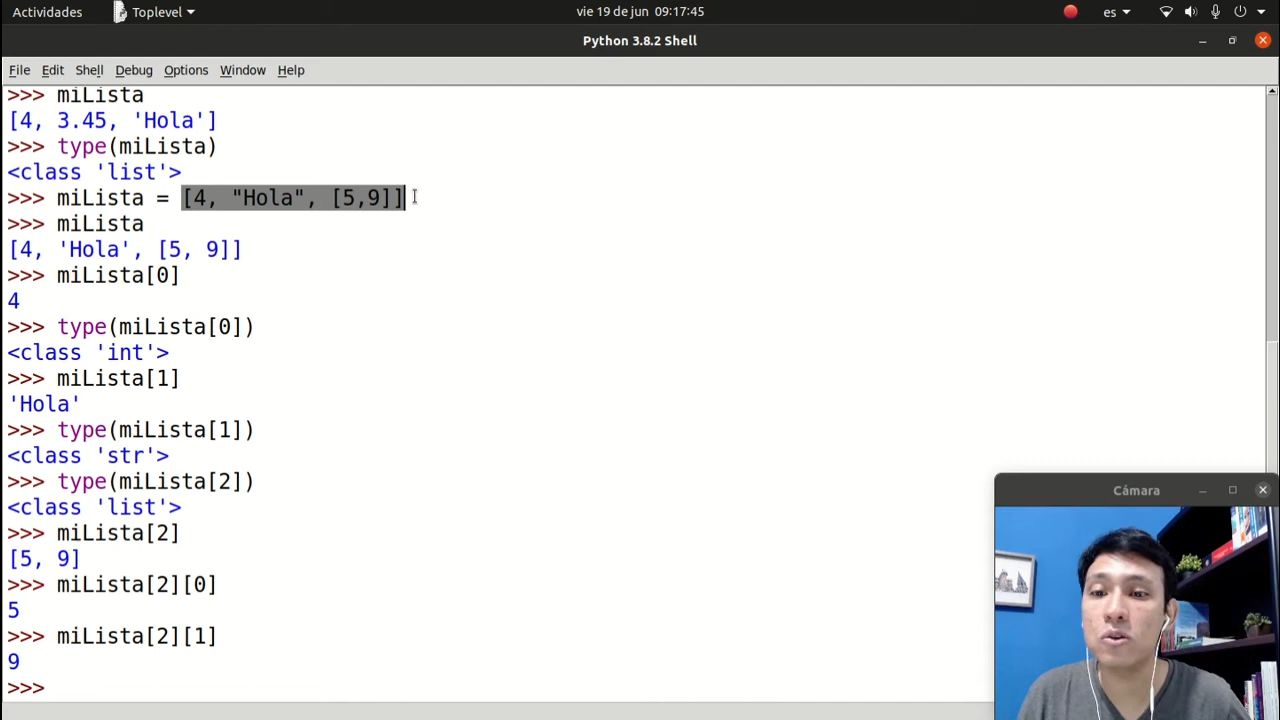 Actividades Toplevel vie 19 de jun 09:17:45 es
Python 3.8.2 Shell
File Edit Shell Debug Options Window Help
>>> miLista
[4, 3.45, 'Hola']
>>> type(miLista)
<class 'list'>
>>> miLista = [4, "Hola", [5,9]]
>>> miLista
[4, 'Hola', [5, 9]]
>>> miLista[0]
4
>>> type(miLista[0])
<class 'int'>
>>> miLista[1]
'Hola'
>>> type(miLista[1])
<class 'str'>
>>> type(miLista[2])
<class 'list'>
>>> miLista[2]
[5, 9]
>>> miLista[2][0]
5
>>> miLista[2][1]
9
>>>
Cámara